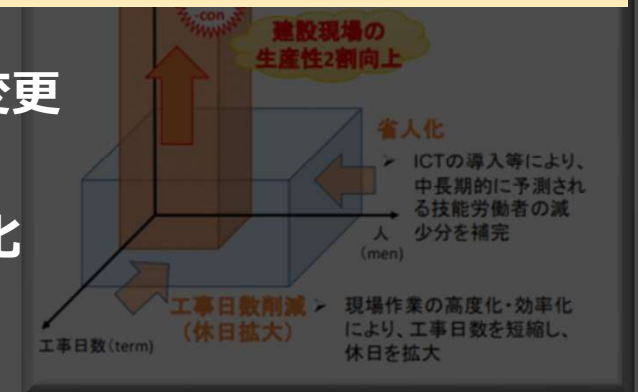 -con
建設現場の
生産性2割向上
変更
省人化
➢ ICTの導入等により、
中長期的に予測され
る技能労働者の減
少分を補完
人
(men)
化
工事日数削減
(休日拡大)
➢ 現場作業の高度化・効率化
により、工事日数を短縮し、
休日を拡大
工事日数(term)